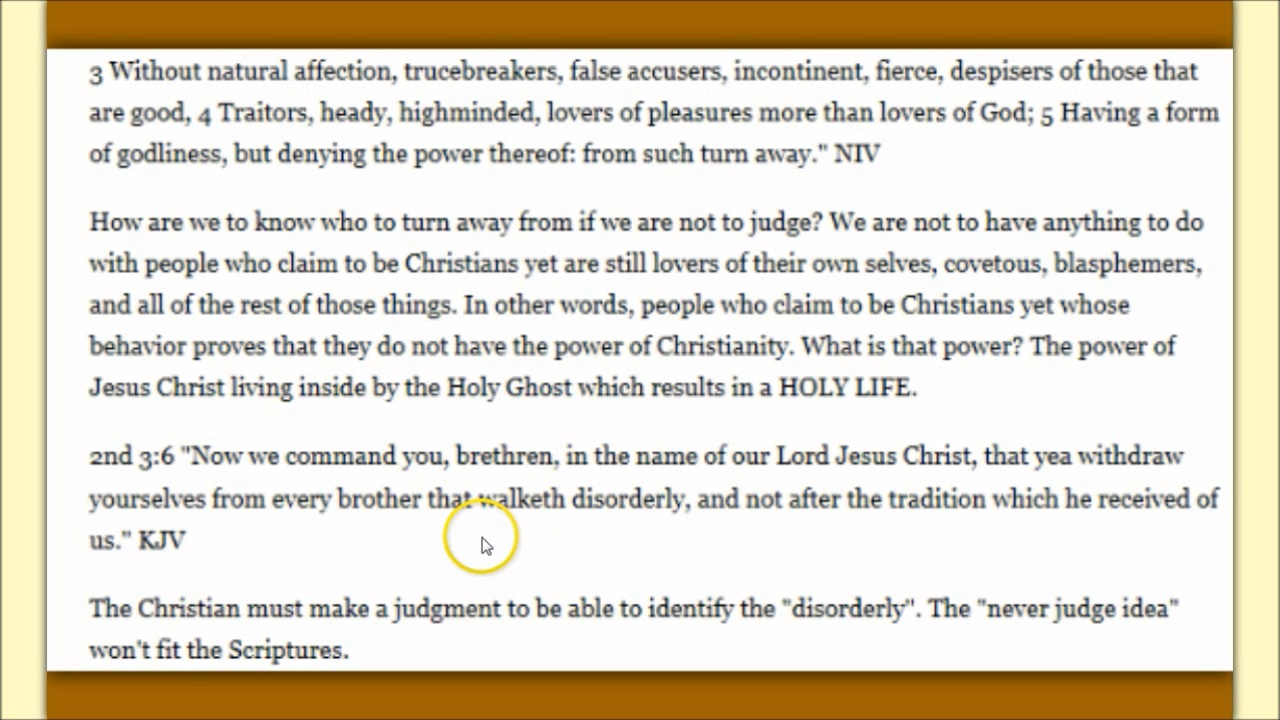 3 Without natural affection, trucebreakers, false accusers, incontinent, fierce, despisers of those that
are good, 4 Traitors, heady, highminded, lovers of pleasures more than lovers of God; 5 Having a form
of godliness, but denying the power thereof: from such turn away." NIV
How are we to know who to turn away from if we are not to judge? We are not to have anything to do
with people who claim to be Christians yet are still lovers of their own selves, covetous, blasphemers,
and all of the rest of those things. In other words, people who claim to be Christians yet whose
behavior proves that they do not have the power of Christianity. What is that power? The power of
Jesus Christ living inside by the Holy Ghost which results in a HOLY LIFE.
2nd 3:6 "Now we command you, brethren, in the name of our Lord Jesus Christ, that yea withdraw
yourselves from every brother that walketh disorderly, and not after the tradition which he received of
us." KJV
The Christian must make a judgment to be able to identify the "disorderly". The "never judge idea"
won't fit the Scriptures.